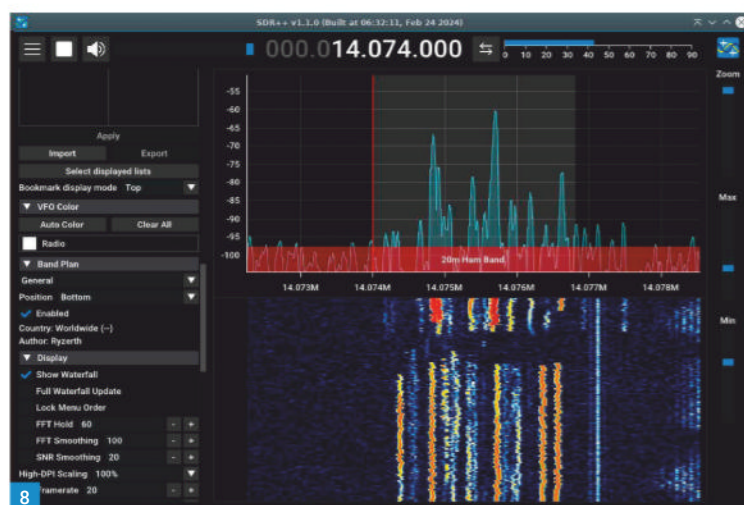 SDR++ v1.1.0 (Built at 06:32:11, Feb 24 2024)
000.014.074.000
0 10 20 30 40 50 60 70 80 90
Zoom
Max
Min
Apply
Import Export
Select displayed lists
Bookmark display mode Top
VFO Color
Auto Color Clear All
Radio
Band Plan
General
Position Bottom
Enabled
Country: Worldwide (--)
Author: Ryzerth
Display
Show Waterfall
Full Waterfall Update
Lock Menu Order
FFT Hold 60 - +
FFT Smoothing 100 - +
SNR Smoothing 20 - +
High-DPI Scaling 100%
Framerate 20 - +
8
-55
-60
-65
-70
-75
-80
-85
-90
-95
-100
20m Ham Band
14.073M 14.074M 14.075M 14.076M 14.077M 14.078M